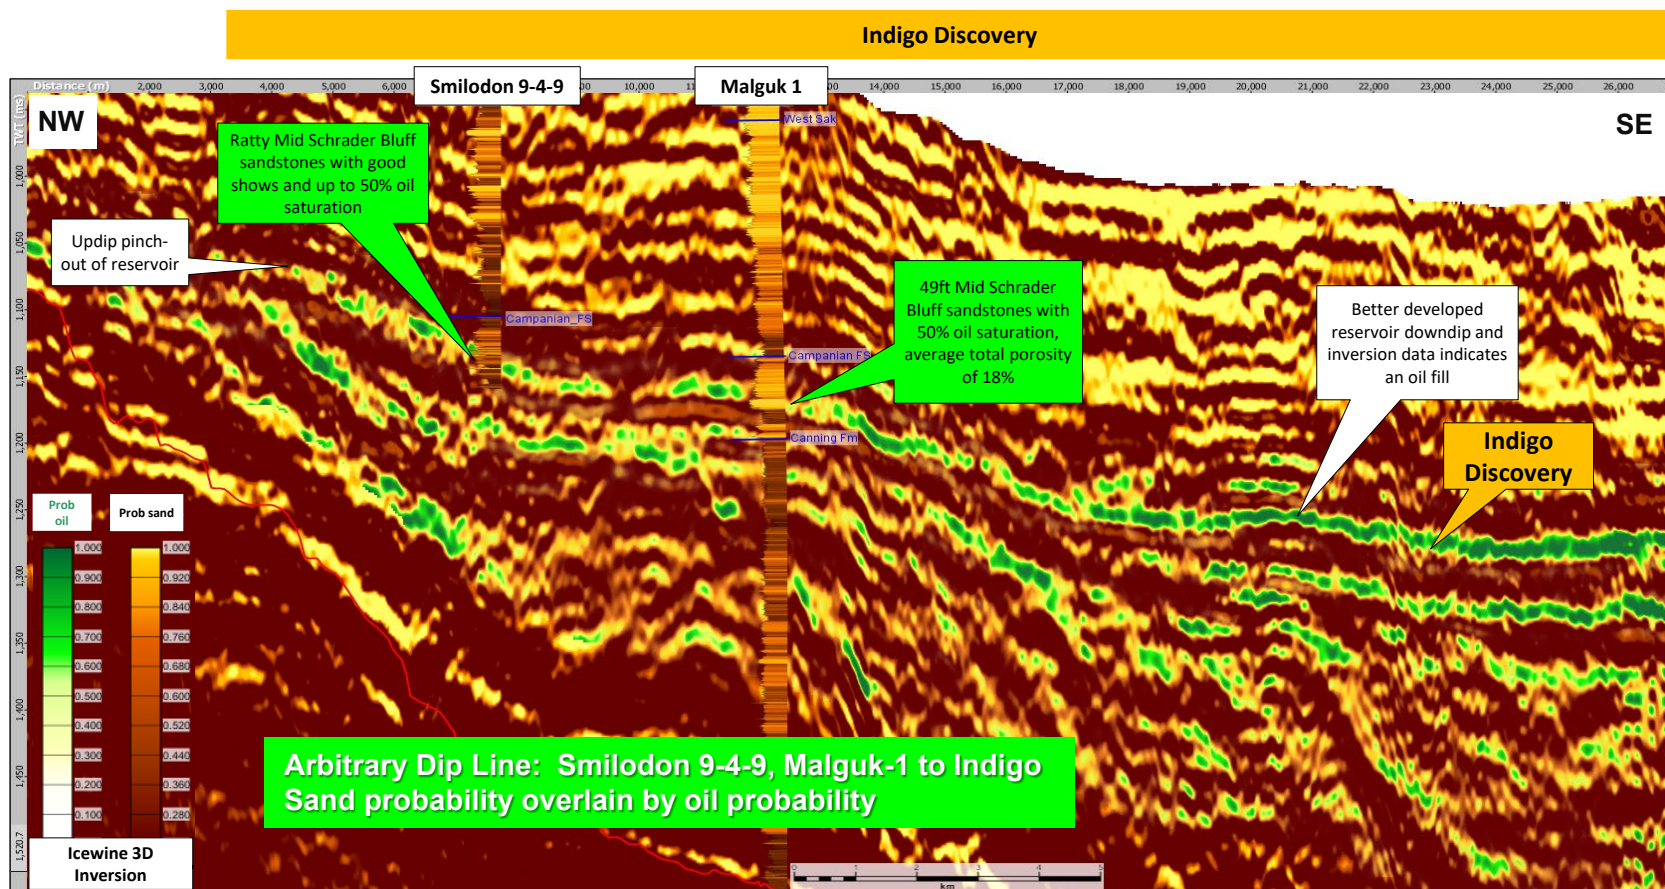 Indigo Discovery
Distance (m)
2,000
3,000
4,000
5,000
6,000
Smilodon 9-4-9
10,000
Malguk 1
14,000
15,000
16,000
17,000
18,000
19,000
20,000
21,000
22,000
23,000
24,000
25,000
26,000
TWT (ms)
NW
SE
West Sak
Ratty Mid Schrader Bluff
sandstones with good
shows and up to 50% oil
saturation
1,000
1,050
Updip pinch-
out of reservoir
1,100
Campanian_FS
49ft Mid Schrader
Bluff sandstones with
50% oil saturation,
average total porosity
of 18%
Better developed
reservoir downdip and
inversion data indicates
an oil fill
1,150
Campanian FS
1,200
Canning Fm
Indigo
Discovery
1,250
1,300
1,350
1,400
1,450
1,520.7
Prob
oil
1.000
0.900
0.800
0.700
0.600
0.500
0.400
0.300
0.200
0.100
Prob sand
1.000
0.920
0.840
0.760
0.680
0.600
0.520
0.440
0.360
0.280
Arbitrary Dip Line: Smilodon 9-4-9, Malguk-1 to Indigo
Sand probability overlain by oil probability
Icewine 3D
Inversion
0
1
2
3
4
5
km